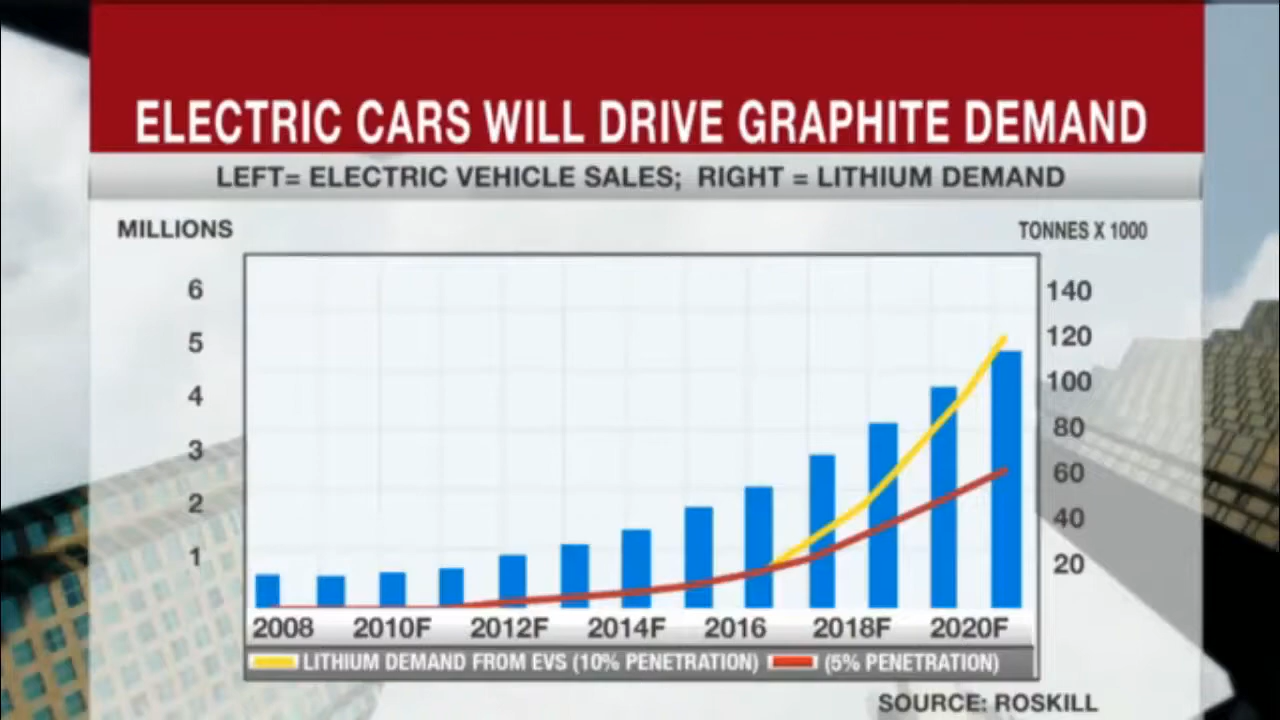 ELECTRIC CARS WILL DRIVE GRAPHITE DEMAND
LEFT= ELECTRIC VEHICLE SALES; RIGHT = LITHIUM DEMAND
MILLIONS
TONNES X 1000
6
5
4
3
2
1
140
120
100
80
60
40
20
2008 2010F 2012F 2014F 2016 2018F 2020F
LITHIUM DEMAND FROM EVS (10% PENETRATION) (5% PENETRATION)
SOURCE: ROSKILL